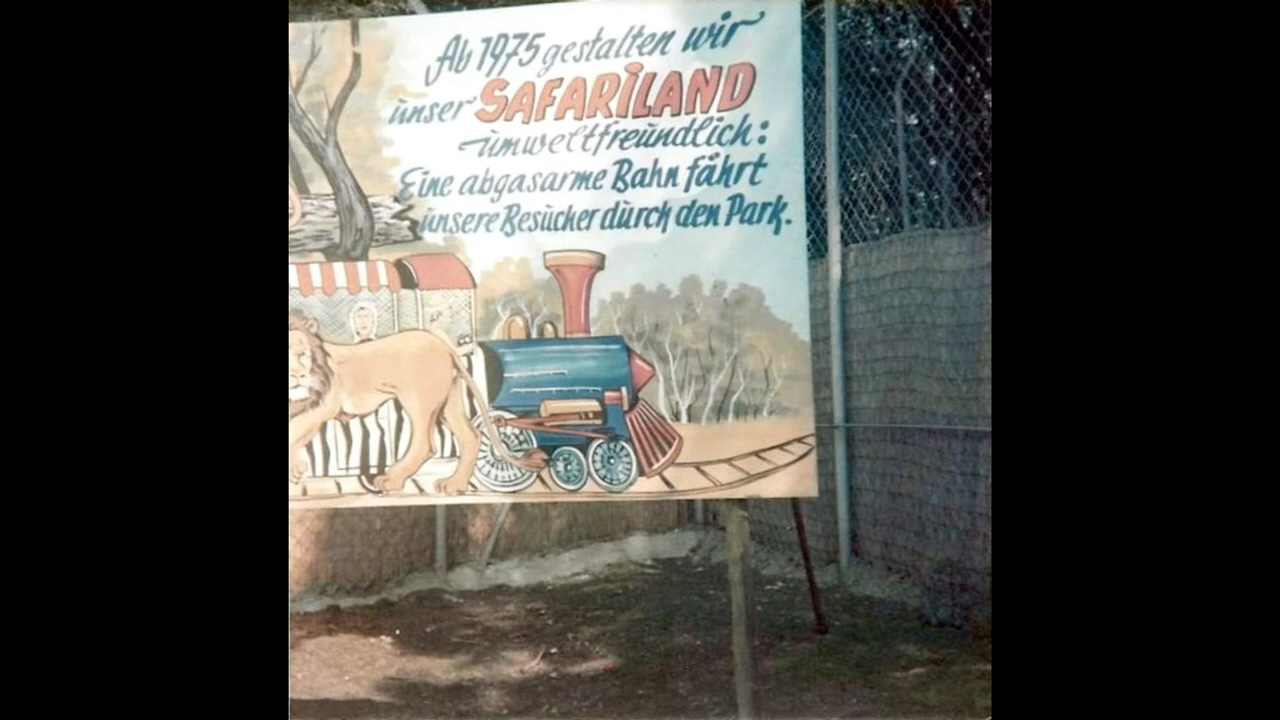 Ab 1975 gestalten wir
unser SAFARILAND
umweltfreundlich:
Eine abgasarme Bahn fährt
unsere Besucher durch den Park.